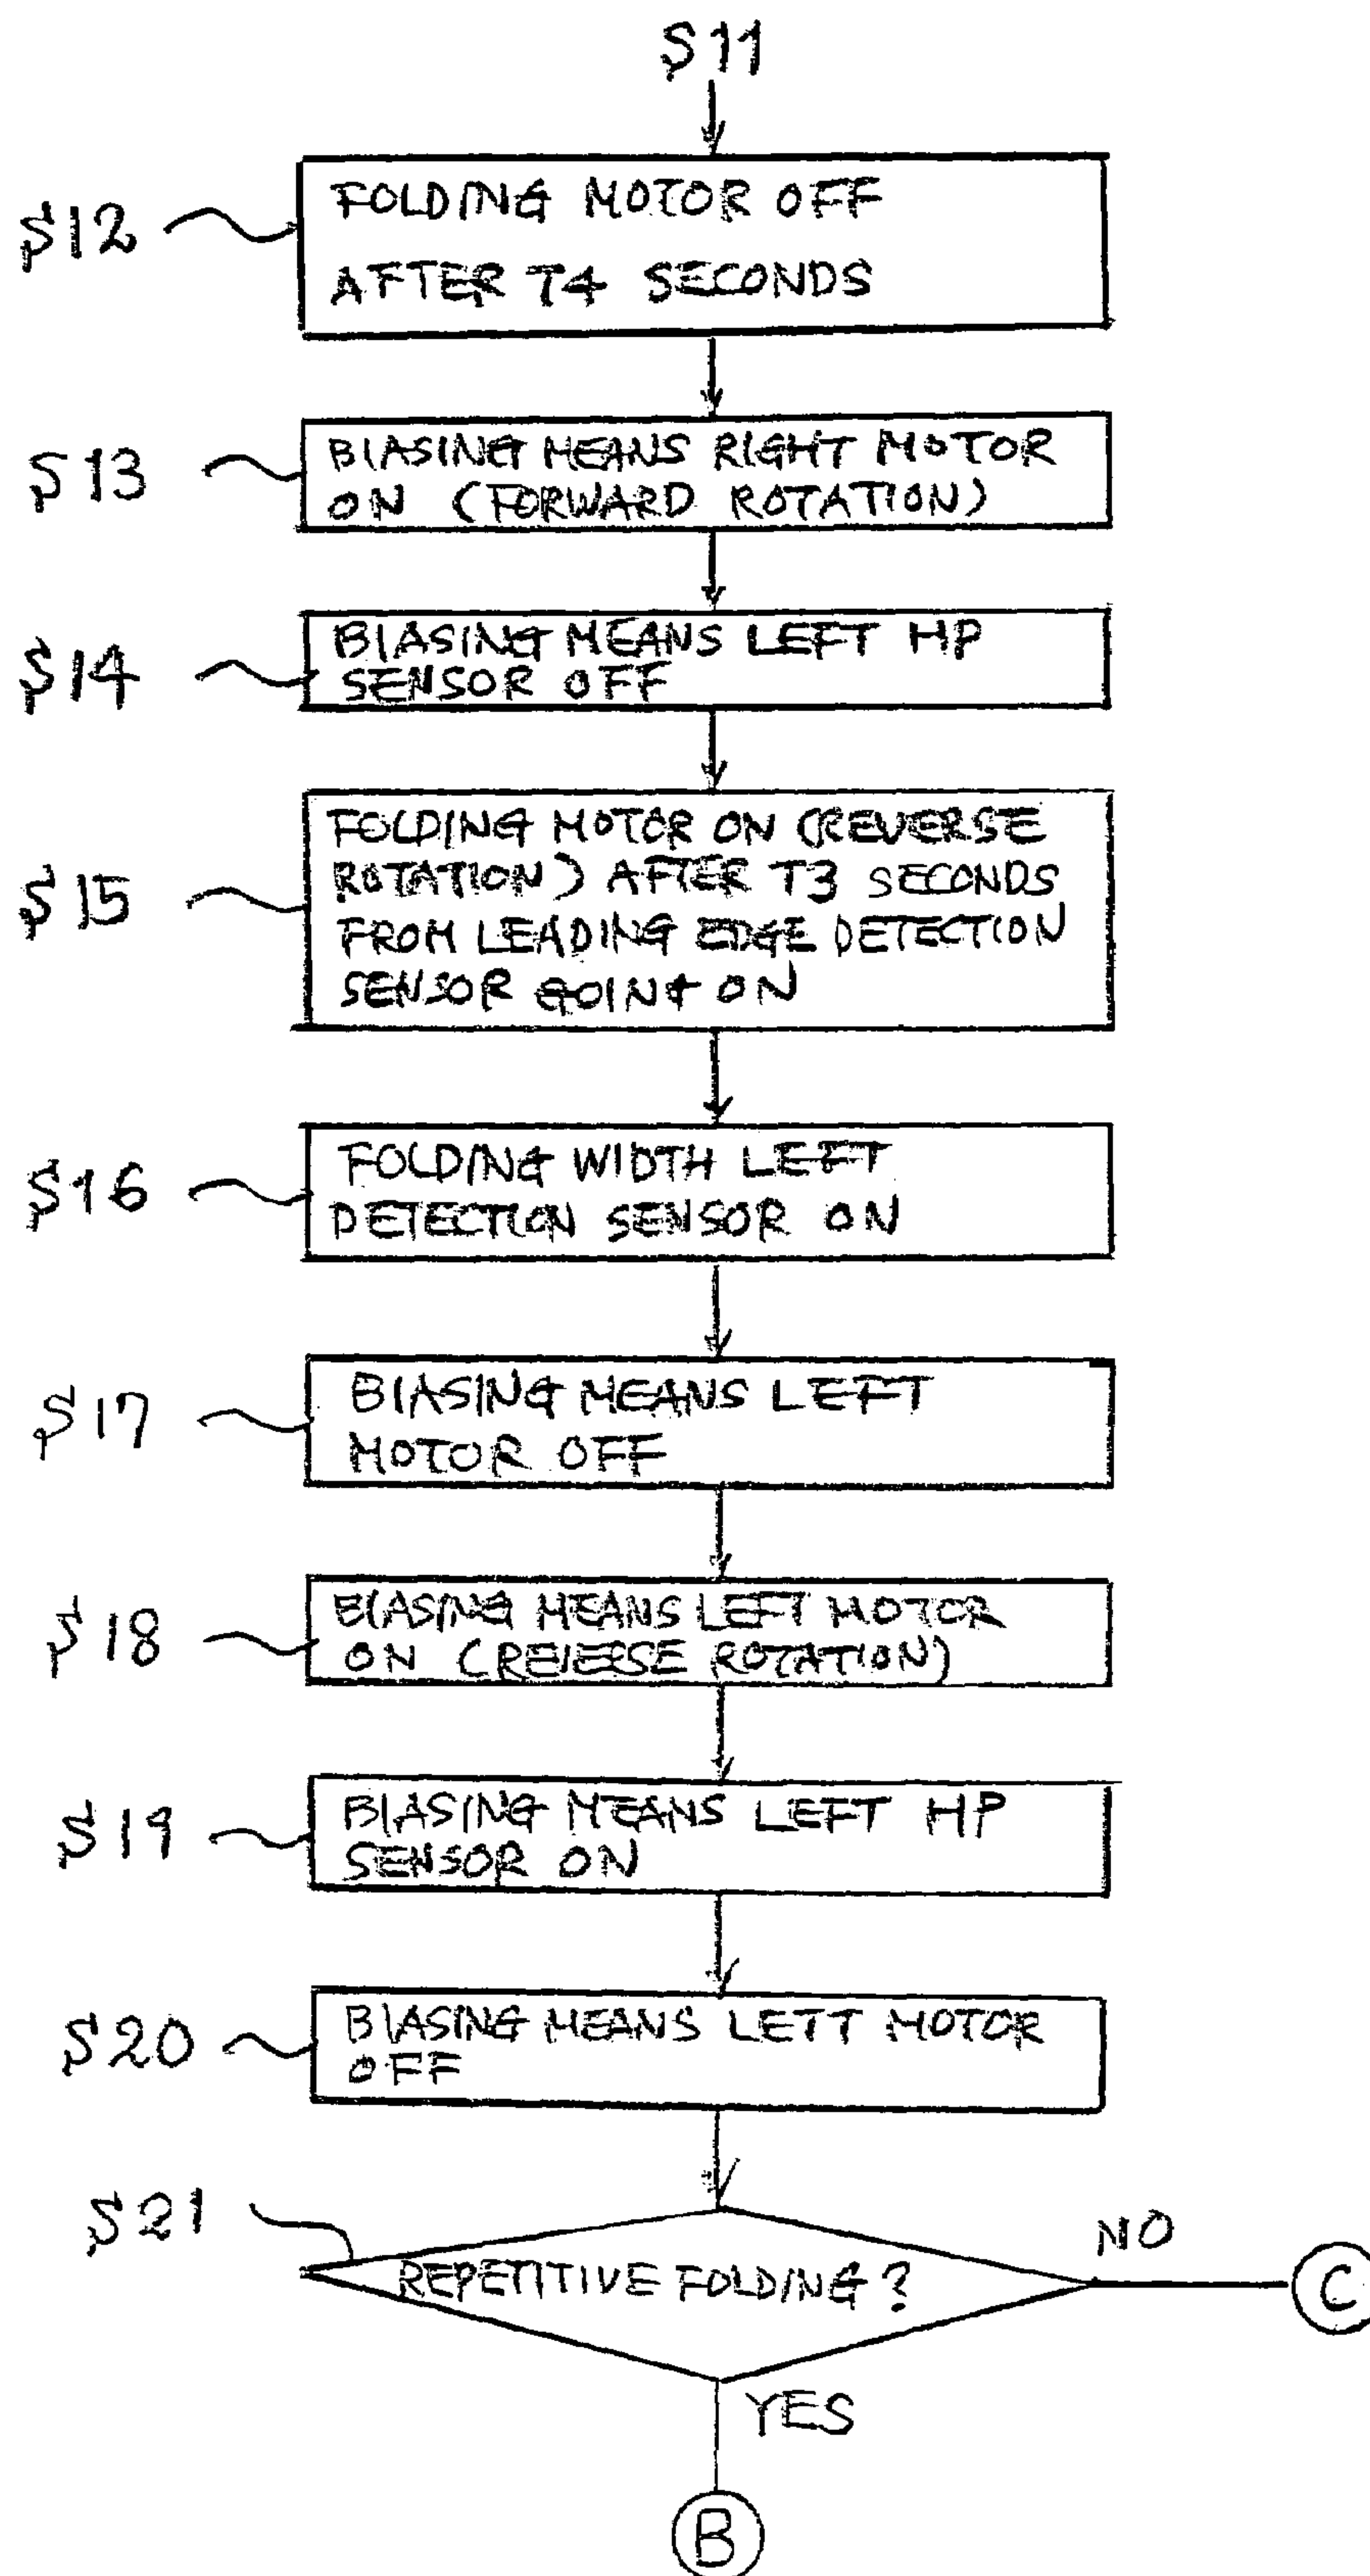 S11
S12
FOLDING MOTOR OFF
AFTER T4 SECONDS
S13
BIASING MEANS RIGHT MOTOR
ON (FORWARD ROTATION)
S14
BIASING MEANS LEFT HP
SENSOR OFF
S15
FOLDING MOTOR ON (REVERSE
ROTATION) AFTER T3 SECONDS
FROM LEADING EDGE DETECTION
SENSOR GOING ON
S16
FOLDING WIDTH LEFT
DETECTION SENSOR ON
S17
BIASING MEANS LEFT
MOTOR OFF
S18
BIASING MEANS LEFT MOTOR
ON (REVERSE ROTATION)
S19
BIASING MEANS LEFT HP
SENSOR ON
S20
BIASING MEANS LEFT MOTOR
OFF
S21
REPETITIVE FOLDING?
NO
C
YES
B